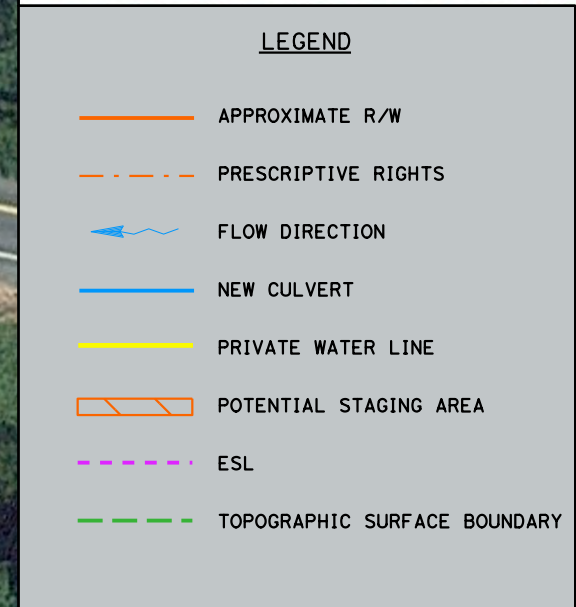 LEGEND
APPROXIMATE R/W
PRESCRIPTIVE RIGHTS
FLOW DIRECTION
NEW CULVERT
PRIVATE WATER LINE
POTENTIAL STAGING AREA
ESL
TOPOGRAPHIC SURFACE BOUNDARY